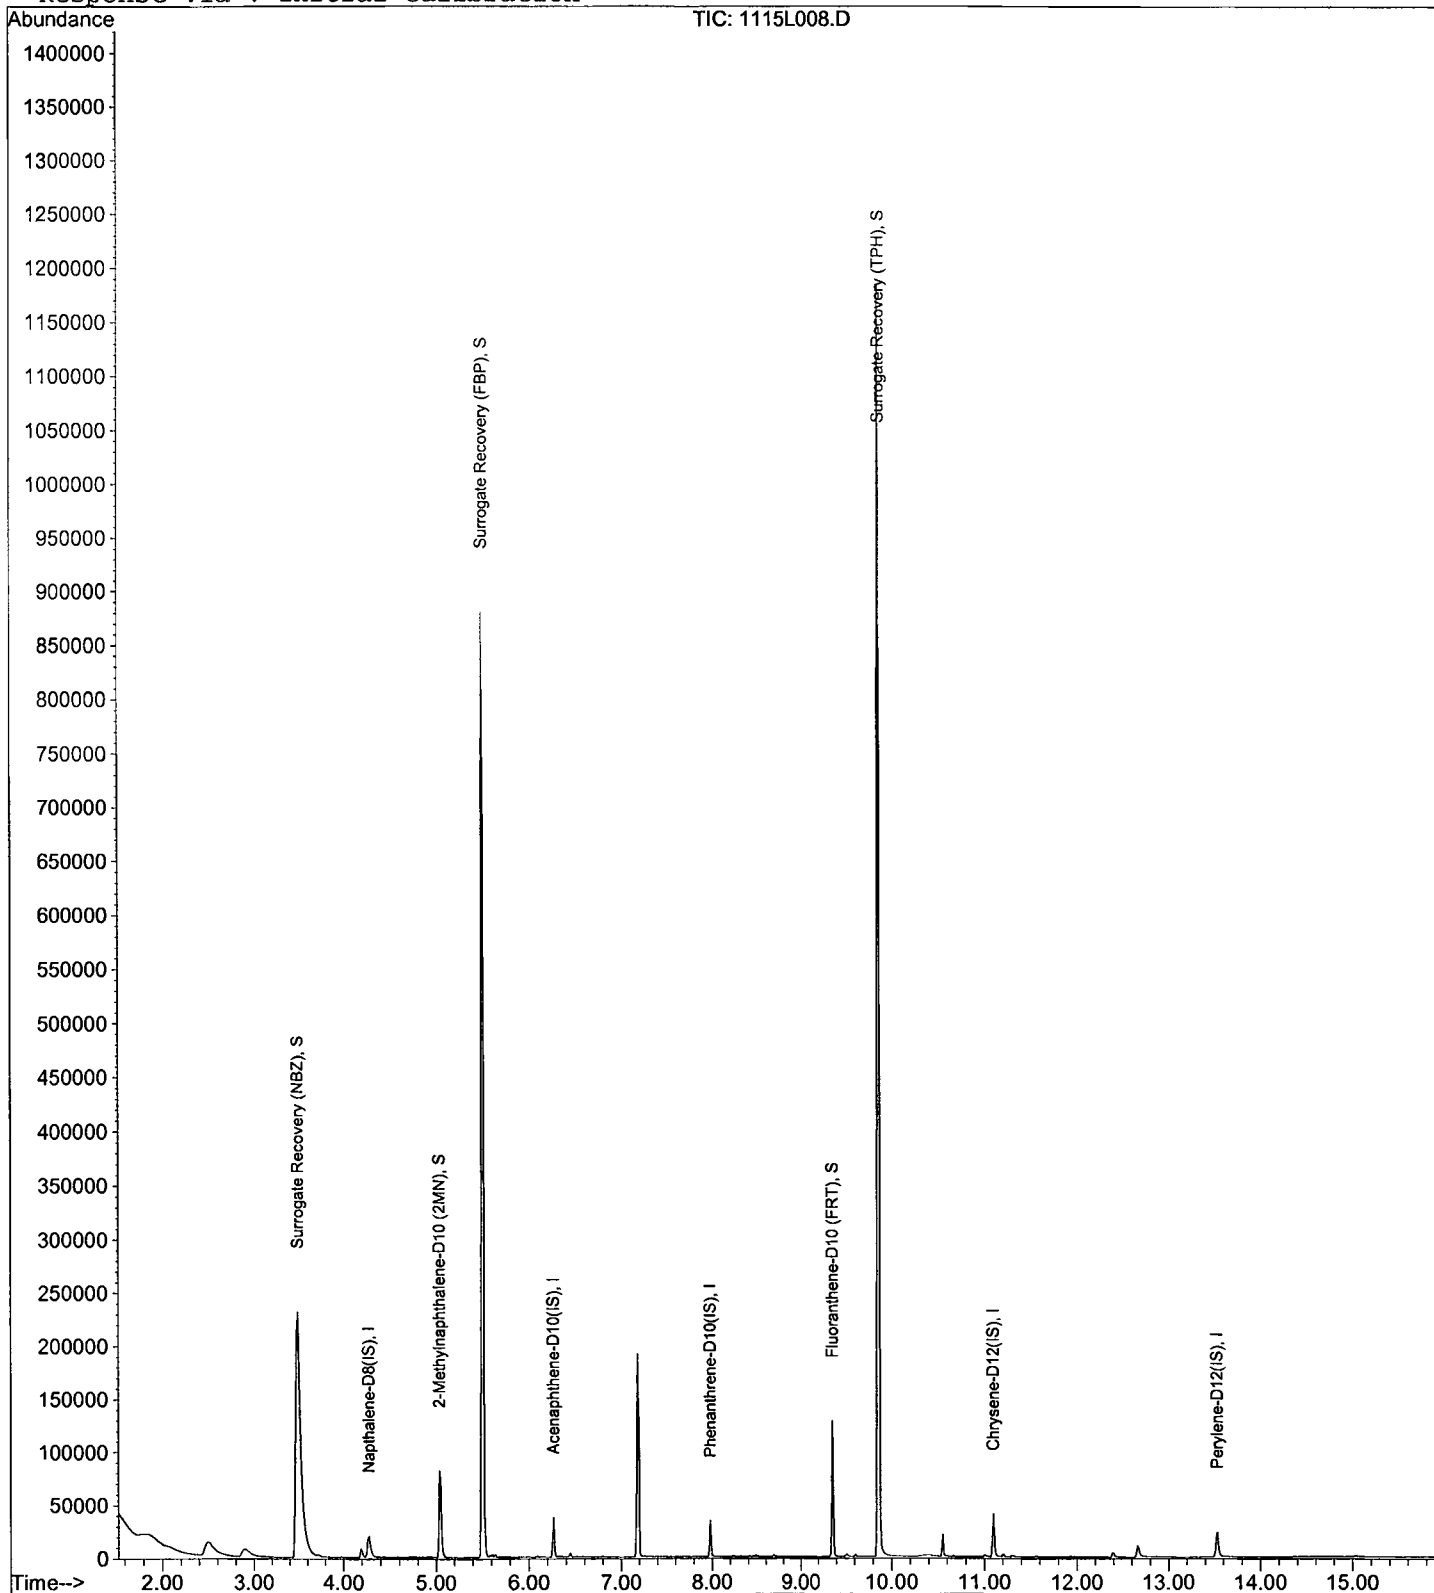 Response via : Initial Calibration
Abundance
TIC: 1115L008.D
1400000
1350000
1300000
1250000
1200000
1150000
1100000
1050000
1000000
950000
900000
850000
800000
750000
700000
650000
600000
550000
500000
450000
400000
350000
300000
250000
200000
150000
100000
50000
0
Surrogate Recovery (NBZ), S
Napthalene-D8(IS), I
2-Methylnaphthalene-D10 (2MN), S
Surrogate Recovery (FBP), S
Acenaphthene-D10(IS), I
Phenanthrene-D10(IS), I
Fluoranthene-D10 (FRT), S
Surrogate Recovery (TPH), S
Chrysene-D12(IS), I
Perylene-D12(IS), I
Time-->
2.00 3.00 4.00 5.00 6.00 7.00 8.00 9.00 10.00 11.00 12.00 13.00 14.00 15.00